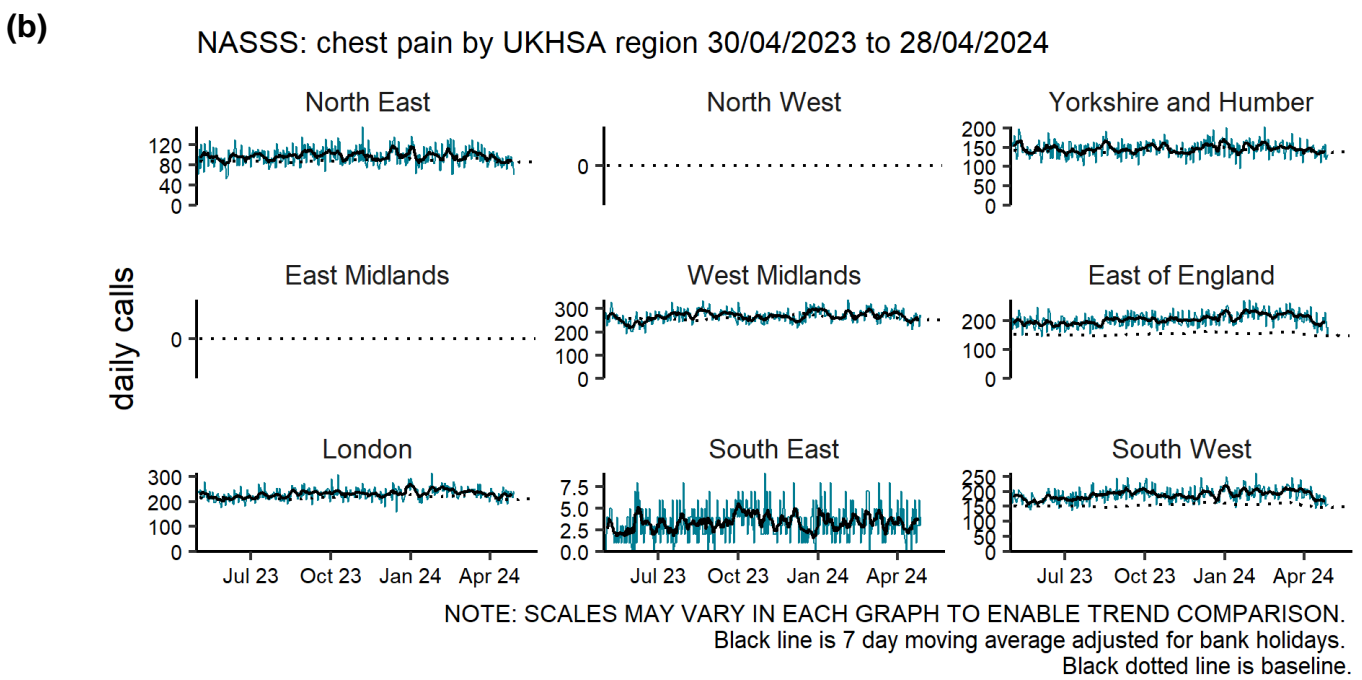 (b)
NASSS: chest pain by UKHSA region 30/04/2023 to 28/04/2024
North East
North West
Yorkshire and Humber
120
80
40
0
0
200
150
100
50
0
daily calls
East Midlands
West Midlands
East of England
0
300
200
100
0
200
100
0
London
South East
South West
300
200
100
0
7.5
5.0
2.5
0.0
250
200
150
100
50
0
Jul 23 Oct 23 Jan 24 Apr 24
Jul 23 Oct 23 Jan 24 Apr 24
Jul 23 Oct 23 Jan 24 Apr 24
NOTE: SCALES MAY VARY IN EACH GRAPH TO ENABLE TREND COMPARISON.
Black line is 7 day moving average adjusted for bank holidays.
Black dotted line is baseline.